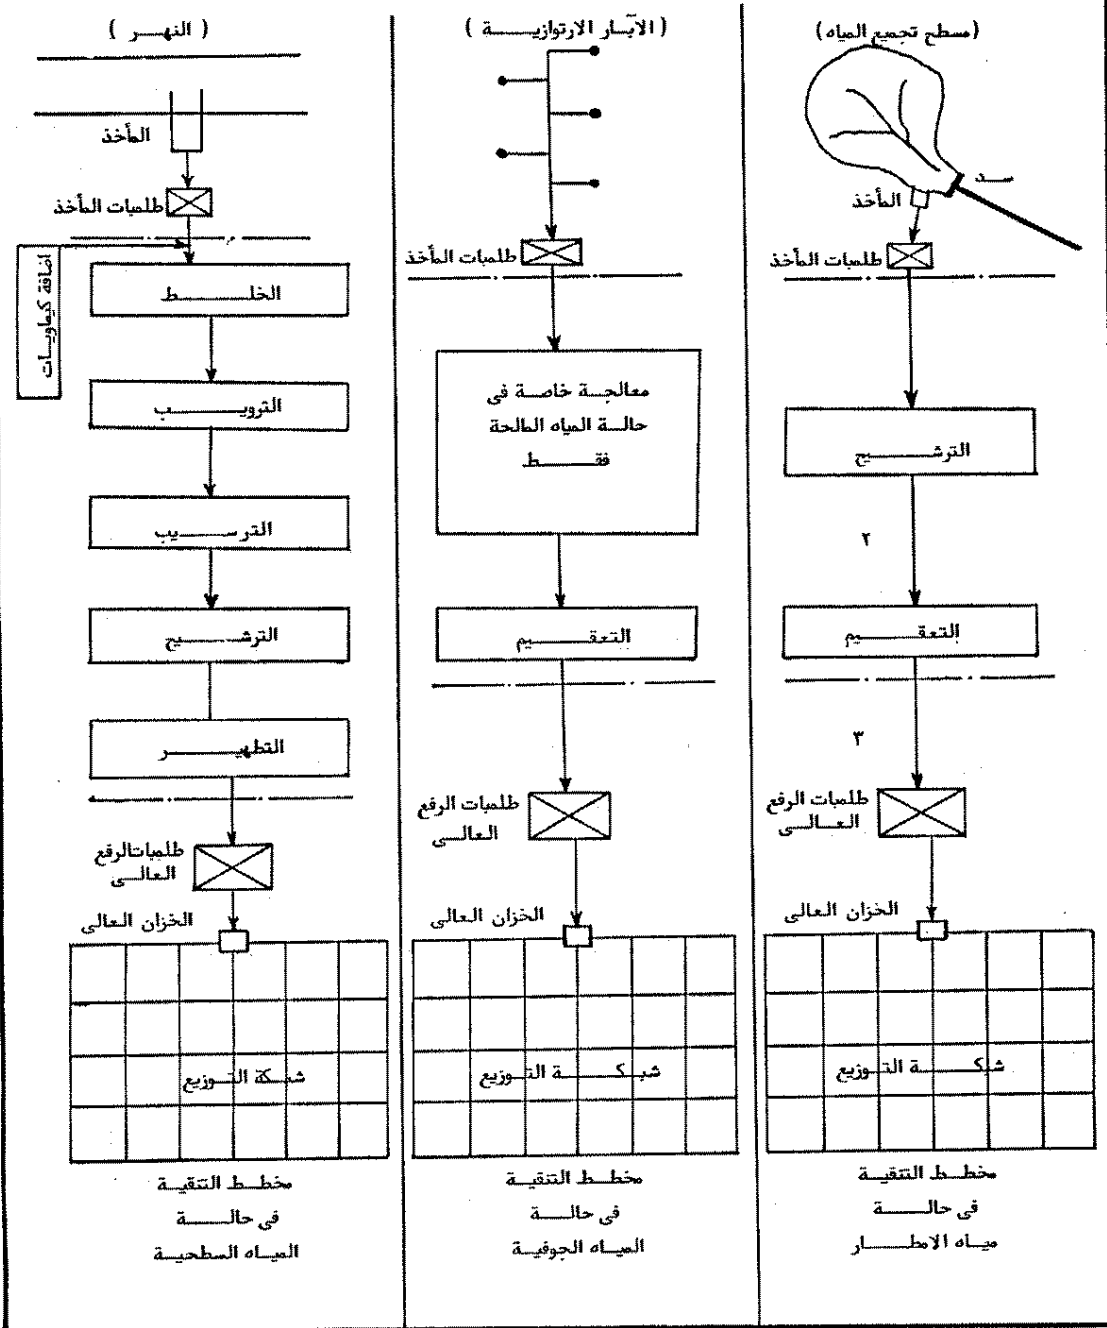 (مسطح تجميع المياه)
سد
المأخذ
طلمبات المأخذ
الترشيح
٢
التعقيم
٣
طلمبات الرفع
العالى
الخزان العالى
شبكة التوزيع
مخطط التنقية
فى حالة
مياه الامطار
(الآبار الارتوازية)
طلمبات المأخذ
معالجة خاصة فى
حالة المياه المالحة
فقط
التعقيم
طلمبات الرفع
العالى
الخزان العالى
شبكة التوزيع
مخطط التنقية
فى حالة
المياه الجوفية
(النهر)
المأخذ
طلمبات المأخذ
اضافة كيماويات
الخلط
الترويب
الترسيب
الترشيح
التطهير
طلمبات الرفع
العالى
الخزان العالى
شبكة التوزيع
مخطط التنقية
فى حالة
المياه السطحية